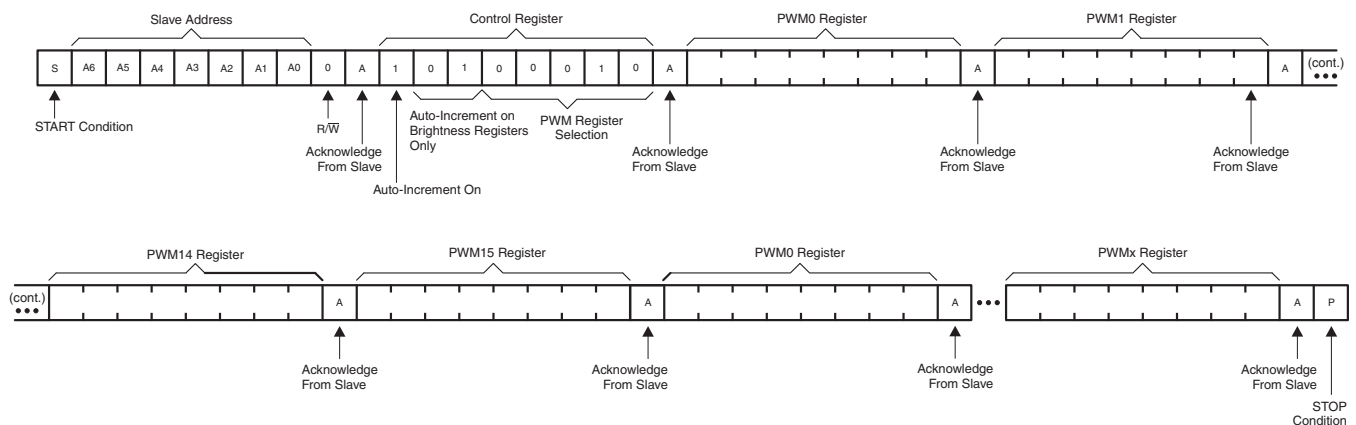 Slave Address Control Register PWM0 Register PWM1 Register
S A6 A5 A4 A3 A2 A1 A0 0 A 1 0 1 0 0 0 1 0 A A A (cont.)
START Condition
R/W̅
Acknowledge
From Slave
Auto-Increment On
Auto-Increment on
Brightness Registers
Only
PWM Register
Selection
Acknowledge
From Slave
Acknowledge
From Slave
Acknowledge
From Slave
PWM14 Register PWM15 Register PWM0 Register PWMx Register
(cont.) A A A A P
Acknowledge
From Slave
Acknowledge
From Slave
Acknowledge
From Slave
Acknowledge
From Slave
STOP
Condition